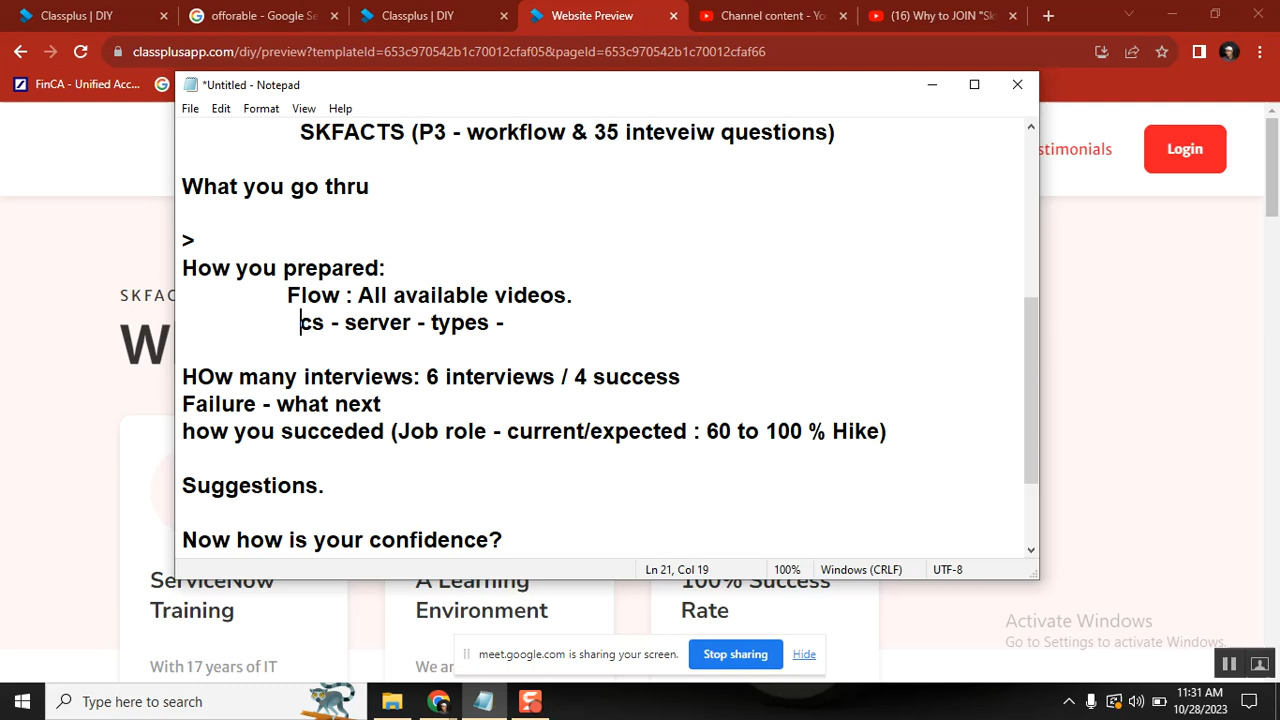 Classplus | DIY
offorable - Google Se
Classplus | DIY
Website Preview
Channel content - Yo
(16) Why to JOIN "Sk
classplusapp.com/diy/preview?templateId=653c970542b1c70012cfaf05&pageId=653c970542b1c70012cfaf66
FinCA - Unified Acc...
*Untitled - Notepad
File Edit Format View Help
SKFACTS (P3 - workflow & 35 inteveiw questions)
What you go thru
>
How you prepared:
Flow : All available videos.
cs - server - types -
HOw many interviews: 6 interviews / 4 success
Failure - what next
how you succeded (Job role - current/expected : 60 to 100 % Hike)
Suggestions.
Now how is your confidence?
Ln 21, Col 19
100%
Windows (CRLF)
UTF-8
estimonials
Login
SKFAC
W
ServiceNow
Training
With 17 years of IT
A Learning
Environment
We ar
100% Success
Rate
meet.google.com is sharing your screen.
Stop sharing
Hide
Activate Windows
Go to Settings to activate Windows.
Type here to search
11:31 AM
10/28/2023